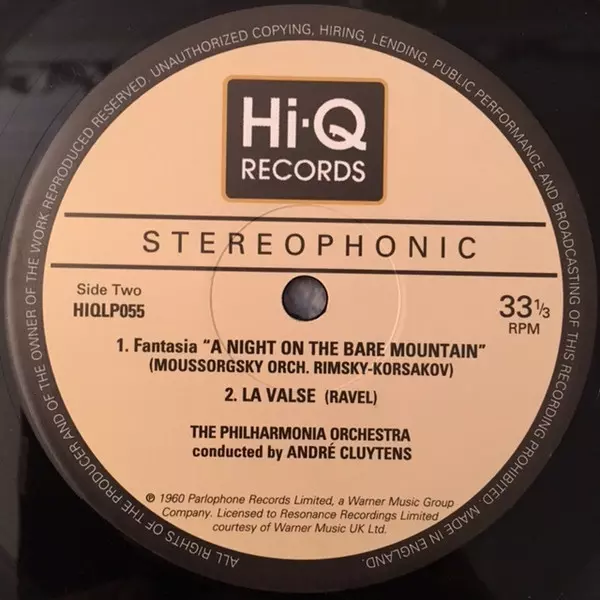 Hi-Q
RECORDS
STEREOPHONIC
Side Two
HIQLP055
33 1/3
RPM
1. Fantasia "A NIGHT ON THE BARE MOUNTAIN"
(MOUSSORGSKY ORCH. RIMSKY-KORSAKOV)
2. LA VALSE (RAVEL)
THE PHILHARMONIA ORCHESTRA
conducted by ANDRÉ CLUYTENS
℗ 1960 Parlophone Records Limited, a Warner Music Group
Company. Licensed to Resonance Recordings Limited
courtesy of Warner Music UK Ltd.
ALL RIGHTS OF THE PRODUCER AND OF THE OWNER OF THE WORK REPRODUCED RESERVED. UNAUTHORIZED COPYING, HIRING, LENDING, PUBLIC PERFORMANCE AND BROADCASTING OF THIS RECORDING PROHIBITED. MADE IN ENGLAND.